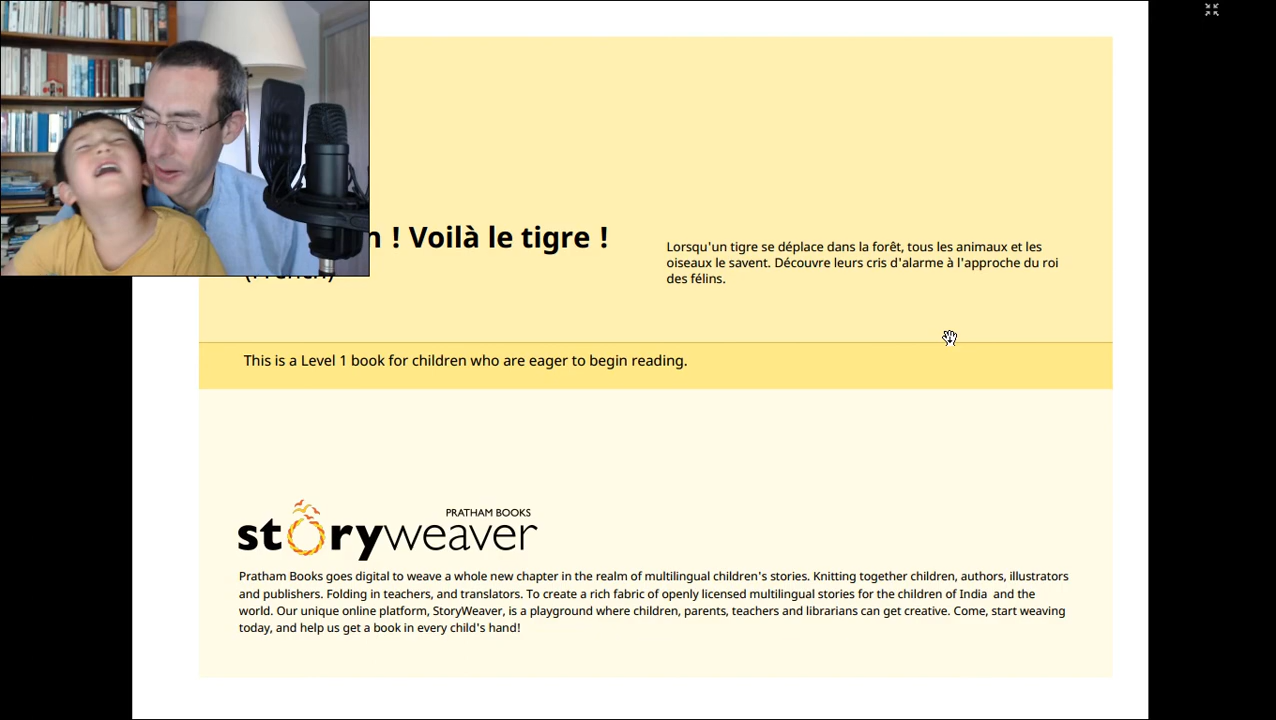 ! Voilà le tigre !
(French)
Lorsqu'un tigre se déplace dans la forêt, tous les animaux et les
oiseaux le savent. Découvre leurs cris d'alarme à l'approche du roi
des félins.
This is a Level 1 book for children who are eager to begin reading.
PRATHAM BOOKS
storyweaver
Pratham Books goes digital to weave a whole new chapter in the realm of multilingual children's stories. Knitting together children, authors, illustrators
and publishers. Folding in teachers, and translators. To create a rich fabric of openly licensed multilingual stories for the children of India and the
world. Our unique online platform, StoryWeaver, is a playground where children, parents, teachers and librarians can get creative. Come, start weaving
today, and help us get a book in every child's hand!